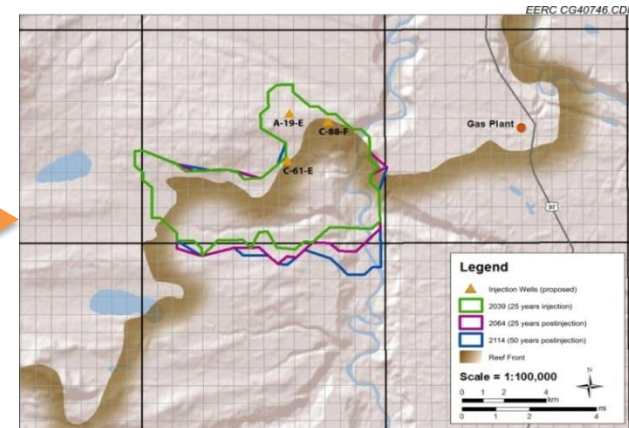 EERC CG40746.CDR
A-19-E
C-88-F
Gas Plant
C-61-E
97
Legend
Injection Wells (proposed)
2039 (25 years injection)
2064 (25 years postinjection)
2114 (50 years postinjection)
Reef Front
Scale = 1:100,000
N
0 1 2 4
km
mi
0 1 2 4